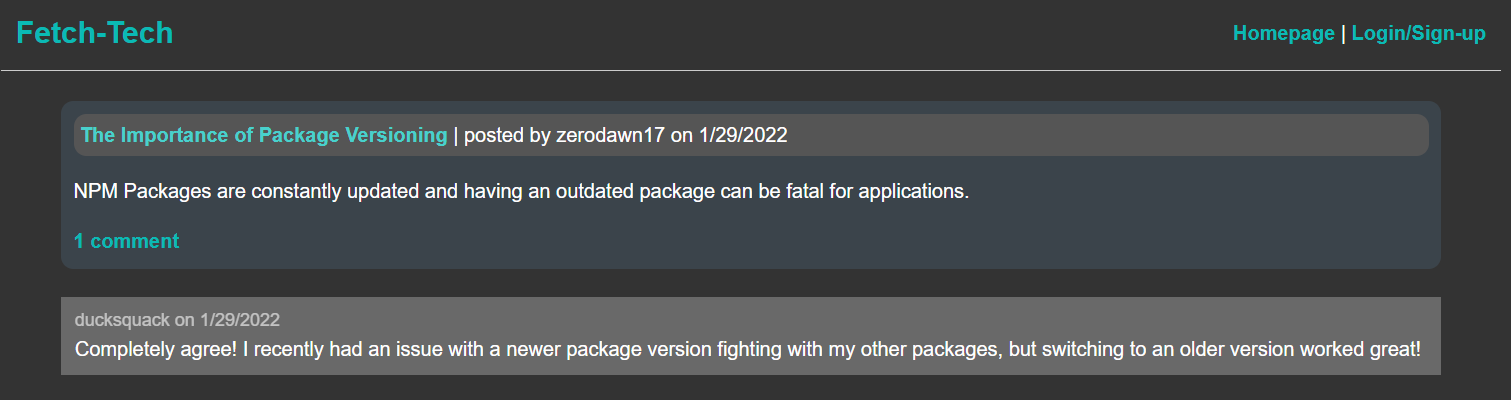 Fetch-Tech
Homepage | Login/Sign-up
The Importance of Package Versioning | posted by zerodawn17 on 1/29/2022
NPM Packages are constantly updated and having an outdated package can be fatal for applications.
1 comment
ducksquack on 1/29/2022
Completely agree! I recently had an issue with a newer package version fighting with my other packages, but switching to an older version worked great!